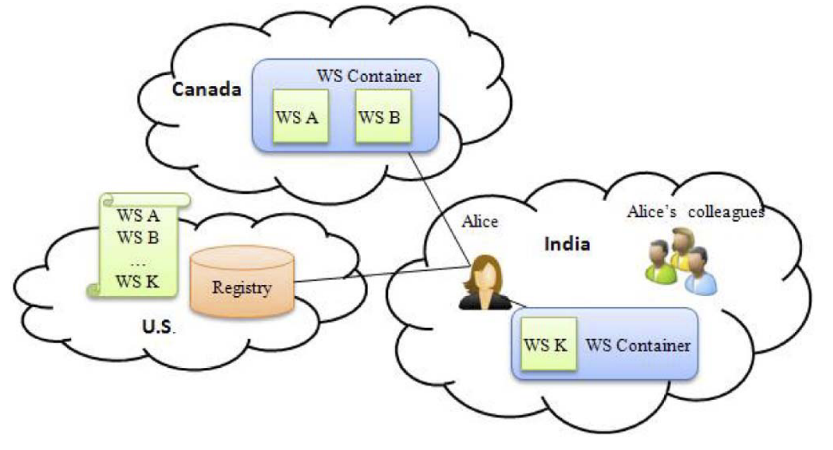 WS Container
Canada
WS A
WS B
WS A
WS B
...
WS K
Registry
U.S.
Alice
India
Alice's colleagues
WS K
WS Container